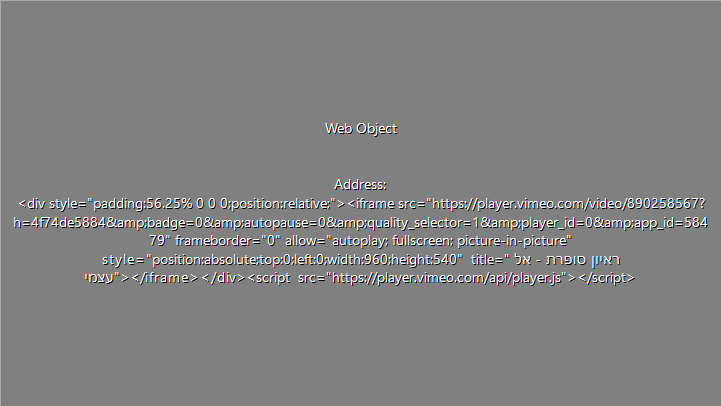 Web Object
Address:
<div style="padding:56.25% 0 0 0;position:relative;"><iframe src="https://player.vimeo.com/video/890258567?
h=4f74de5884&amp;badge=0&amp;autopause=0&amp;quality_selector=1&amp;player_id=0&amp;app_id=584
79" frameborder="0" allow="autoplay; fullscreen; picture-in-picture"
style="position:absolute;top:0;left:0;width:960;height:540" title=" ראיון סופרת - אל
עצמי"></iframe></div><script src="https://player.vimeo.com/api/player.js"></script>